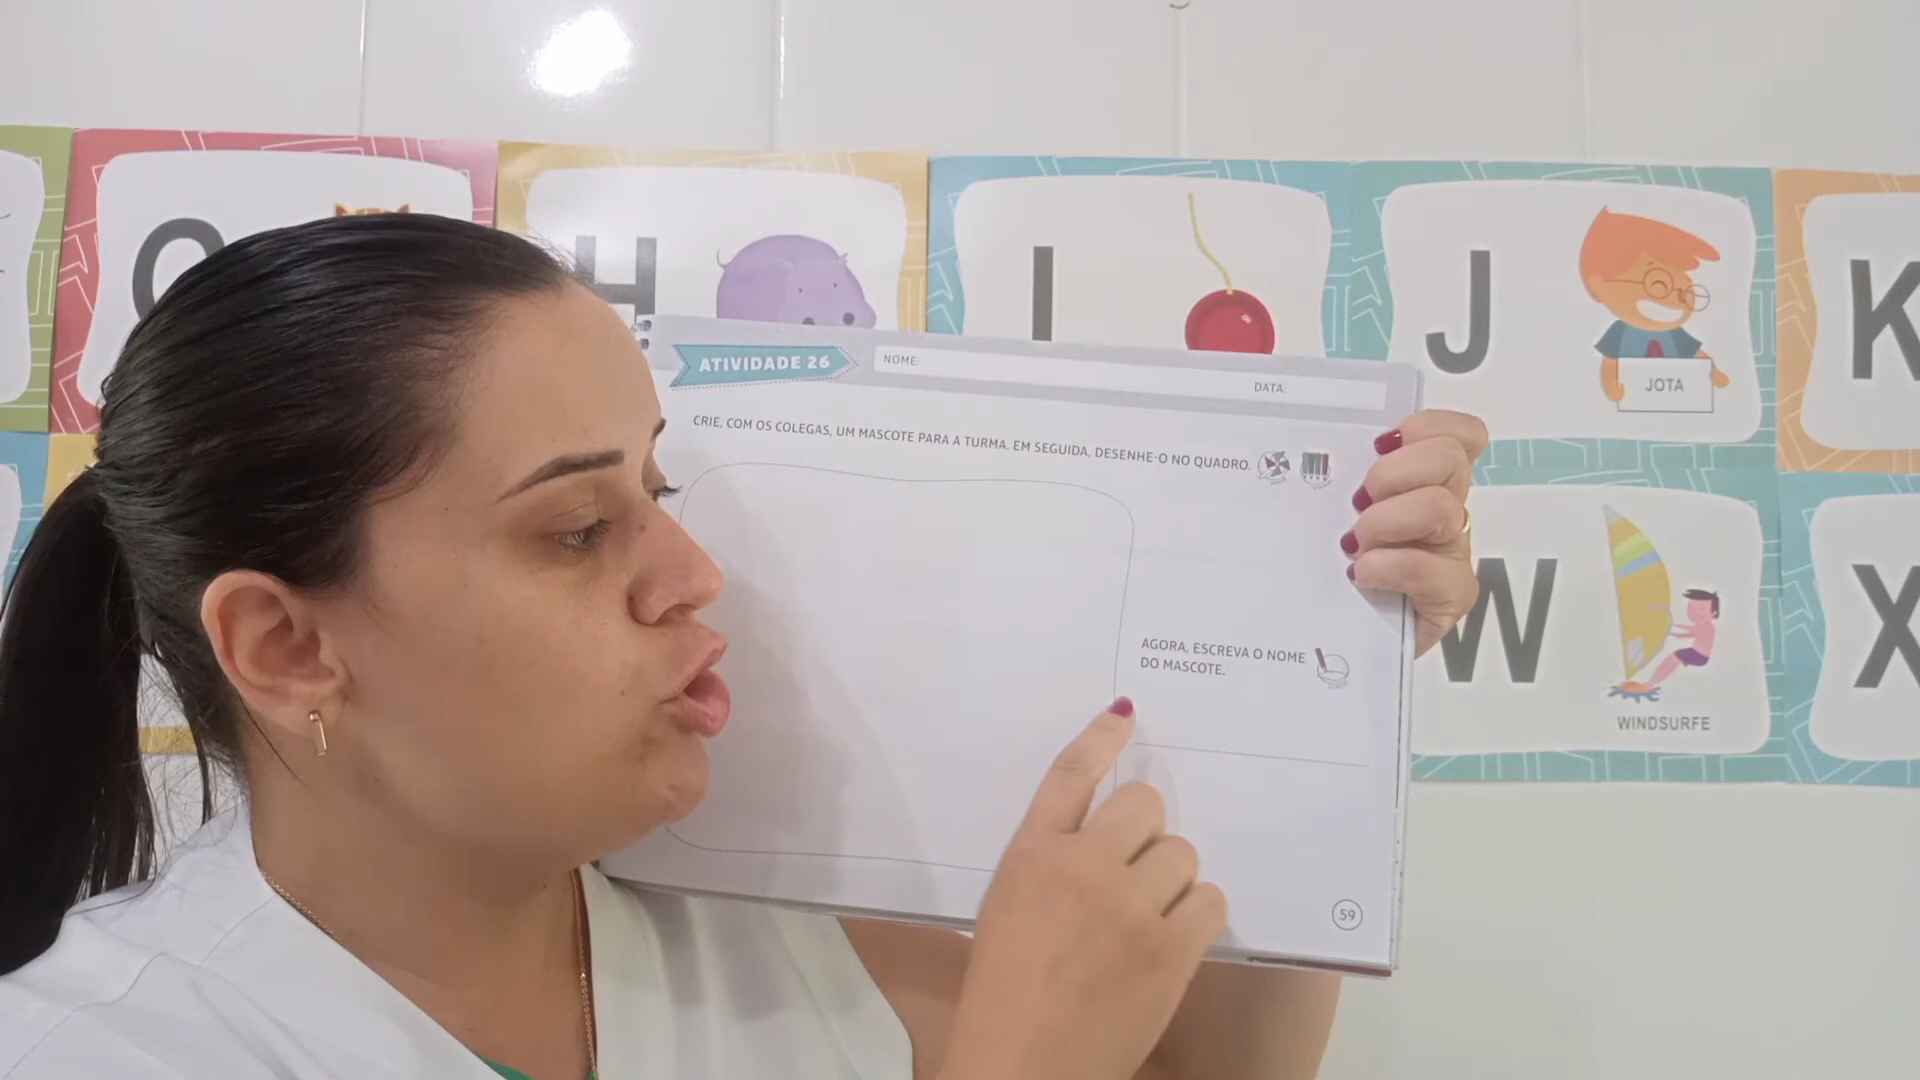 H
I
J
JOTA
K
ATIVIDADE 26
NOME:
DATA:
CRIE, COM OS COLEGAS, UM MASCOTE PARA A TURMA. EM SEGUIDA, DESENHE-O NO QUADRO.
AGORA, ESCREVA O NOME
DO MASCOTE.
59
W
WINDSURFE
X